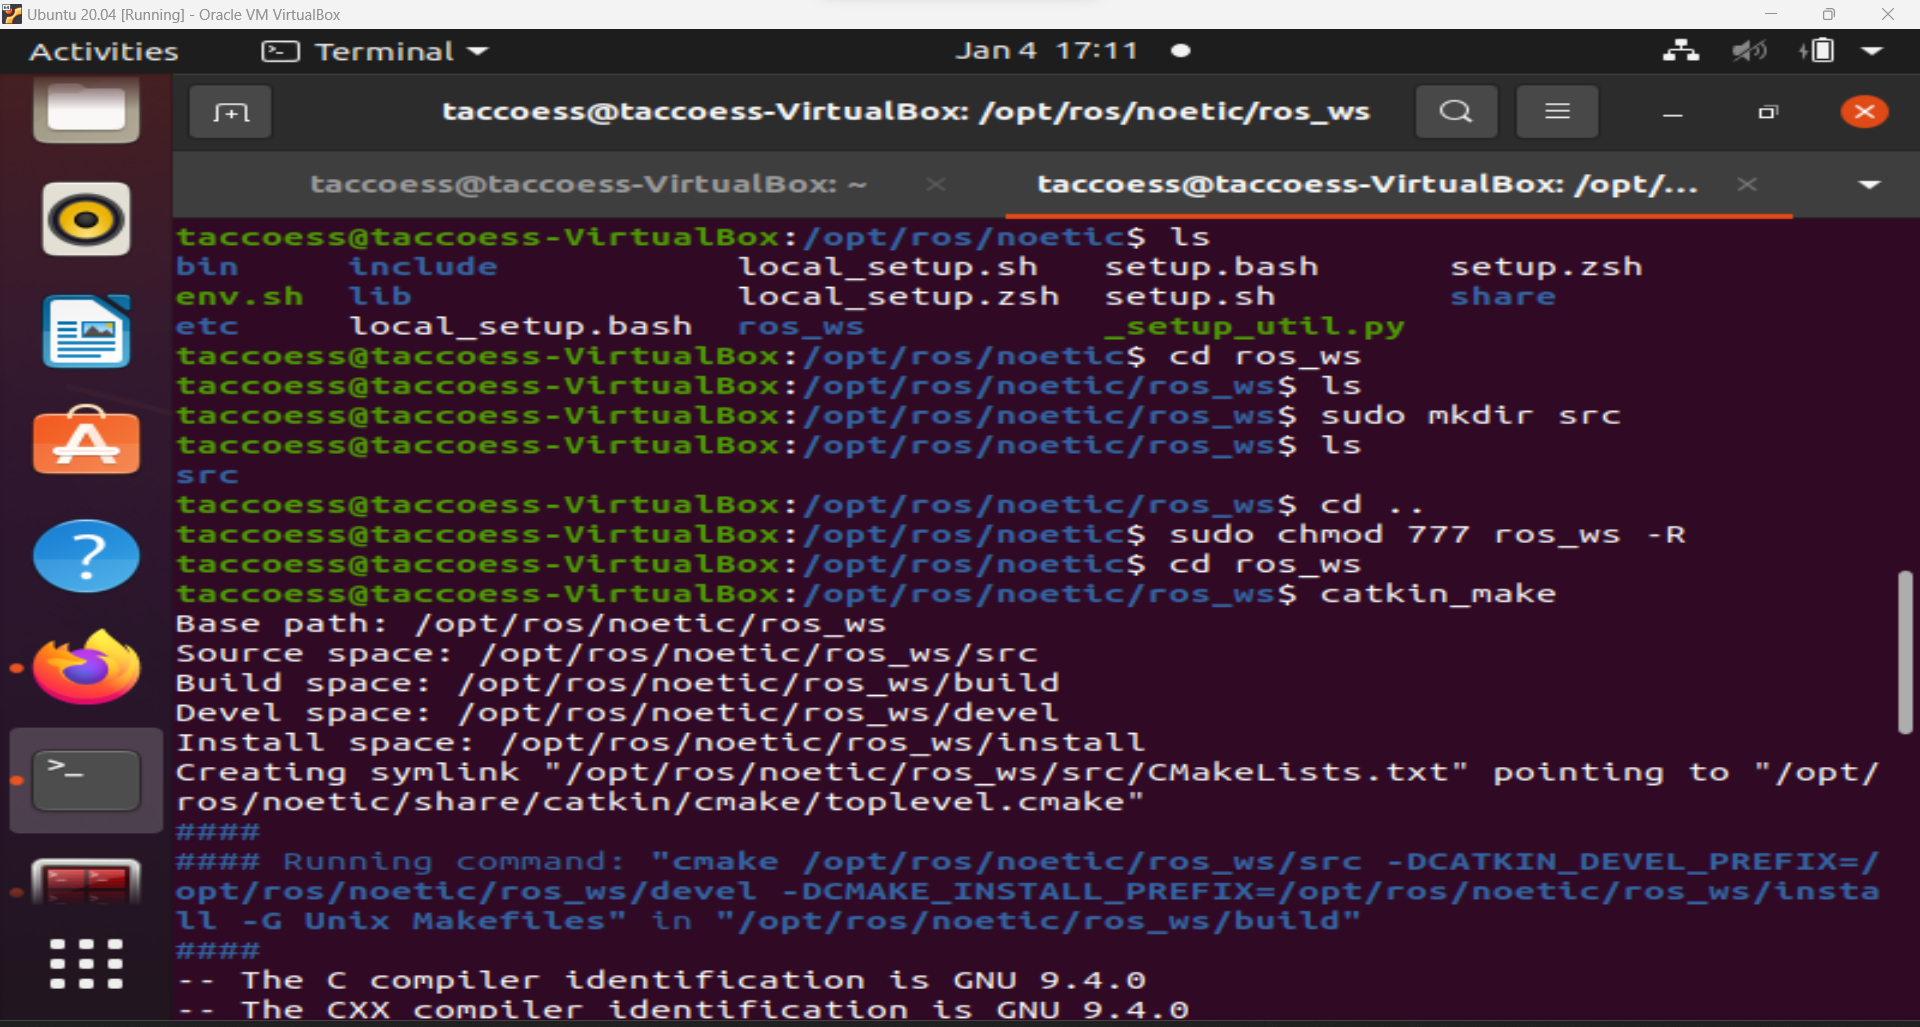 Ubuntu 20.04 [Running] - Oracle VM VirtualBox
Activities Terminal Jan 4 17:11
taccoess@taccoess-VirtualBox: /opt/ros/noetic/ros_ws
taccoess@taccoess-VirtualBox: ~ taccoess@taccoess-VirtualBox: /opt/...
taccoess@taccoess-VirtualBox:/opt/ros/noetic$ ls
bin include local_setup.sh setup.bash setup.zsh
env.sh lib local_setup.zsh setup.sh share
etc local_setup.bash ros_ws _setup_util.py
taccoess@taccoess-VirtualBox:/opt/ros/noetic$ cd ros_ws
taccoess@taccoess-VirtualBox:/opt/ros/noetic/ros_ws$ ls
taccoess@taccoess-VirtualBox:/opt/ros/noetic/ros_ws$ sudo mkdir src
taccoess@taccoess-VirtualBox:/opt/ros/noetic/ros_ws$ ls
src
taccoess@taccoess-VirtualBox:/opt/ros/noetic/ros_ws$ cd ..
taccoess@taccoess-VirtualBox:/opt/ros/noetic$ sudo chmod 777 ros_ws -R
taccoess@taccoess-VirtualBox:/opt/ros/noetic$ cd ros_ws
taccoess@taccoess-VirtualBox:/opt/ros/noetic/ros_ws$ catkin_make
Base path: /opt/ros/noetic/ros_ws
Source space: /opt/ros/noetic/ros_ws/src
Build space: /opt/ros/noetic/ros_ws/build
Devel space: /opt/ros/noetic/ros_ws/devel
Install space: /opt/ros/noetic/ros_ws/install
Creating symlink "/opt/ros/noetic/ros_ws/src/CMakeLists.txt" pointing to "/opt/
ros/noetic/share/catkin/cmake/toplevel.cmake"
####
#### Running command: "cmake /opt/ros/noetic/ros_ws/src -DCATKIN_DEVEL_PREFIX=/
opt/ros/noetic/ros_ws/devel -DCMAKE_INSTALL_PREFIX=/opt/ros/noetic/ros_ws/insta
ll -G Unix Makefiles" in "/opt/ros/noetic/ros_ws/build"
####
-- The C compiler identification is GNU 9.4.0
-- The CXX compiler identification is GNU 9.4.0